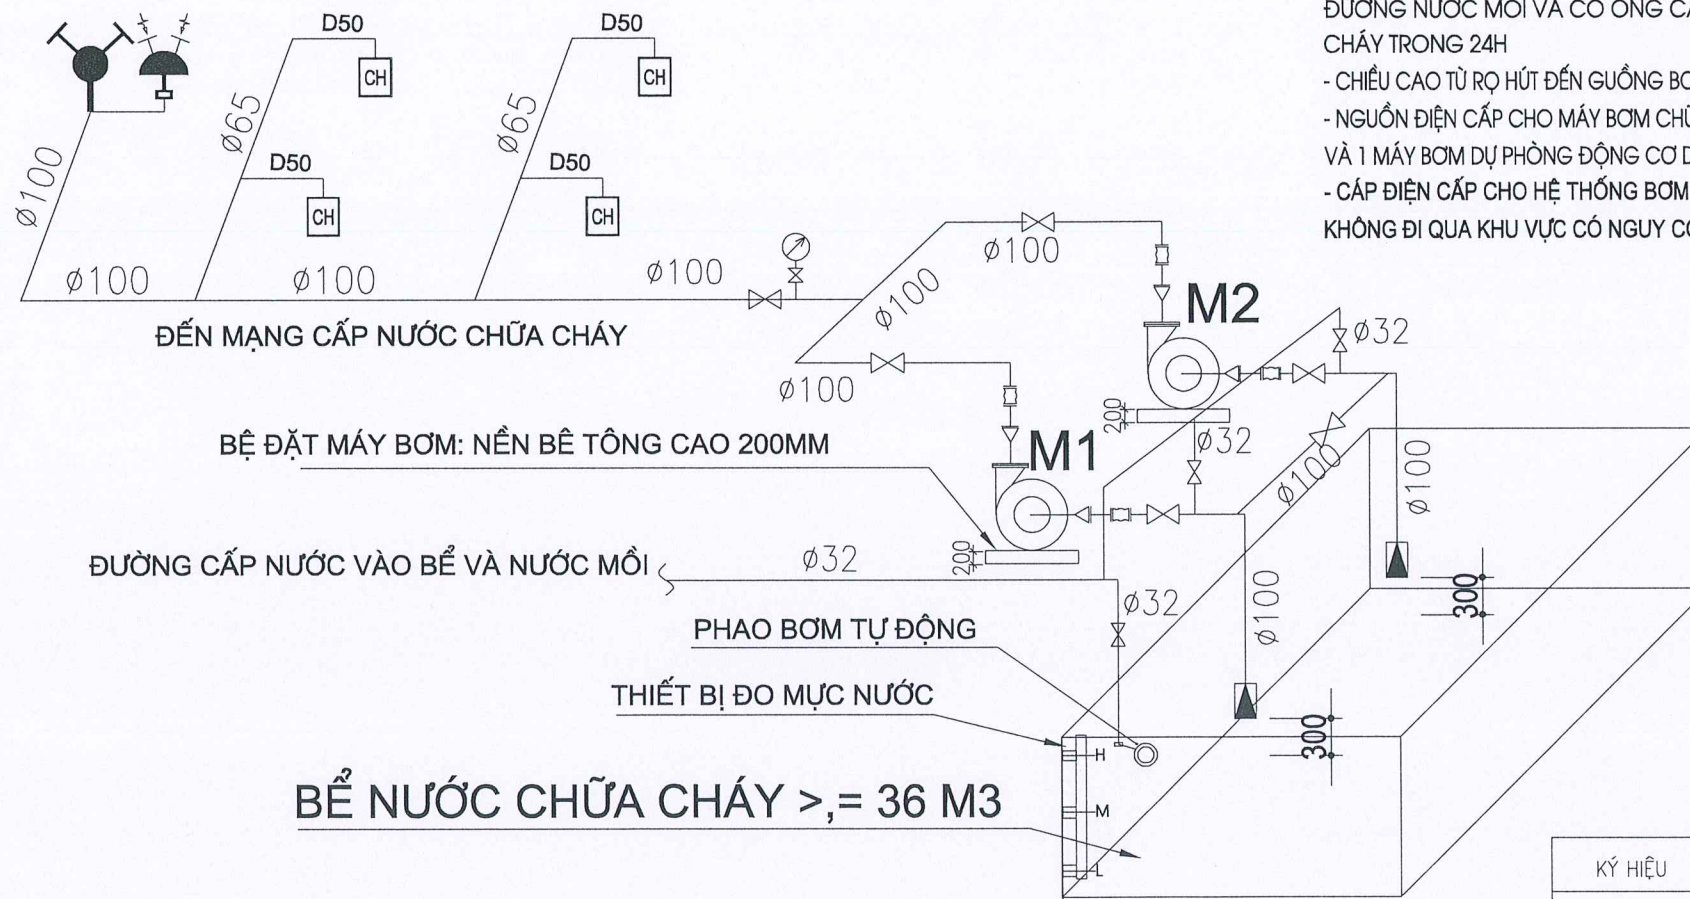 ĐƯỜNG NƯỚC MỒI VÀ CÓ ỐNG
CHÁY TRONG 24H
- CHIỀU CAO TỪ RỌ HÚT ĐẾN GUỒNG
- NGUỒN ĐIỆN CẤP CHO MÁY BƠM
VÀ 1 MÁY BƠM DỰ PHÒNG ĐỘNG CƠ
- CÁP ĐIỆN CẤP CHO HỆ THỐNG BƠM
KHÔNG ĐI QUA KHU VỰC CÓ NGUY
D50
D50
CH
CH
ø65
ø65
D50
D50
CH
CH
ø100
ø100
ø100
ø100
ø100
ø100
ø100
M2
ø32
ĐẾN MẠNG CẤP NƯỚC CHỮA CHÁY
200
ø32
BỆ ĐẶT MÁY BƠM: NỀN BÊ TÔNG CAO 200MM
M1
ø100
ø100
ĐƯỜNG CẤP NƯỚC VÀO BỂ VÀ NƯỚC MỒI
ø32
200
ø32
ø100
300
PHAO BƠM TỰ ĐỘNG
THIẾT BỊ ĐO MỰC NƯỚC
300
H
M
L
BỂ NƯỚC CHỮA CHÁY >,= 36 M3
KÝ HIỆU